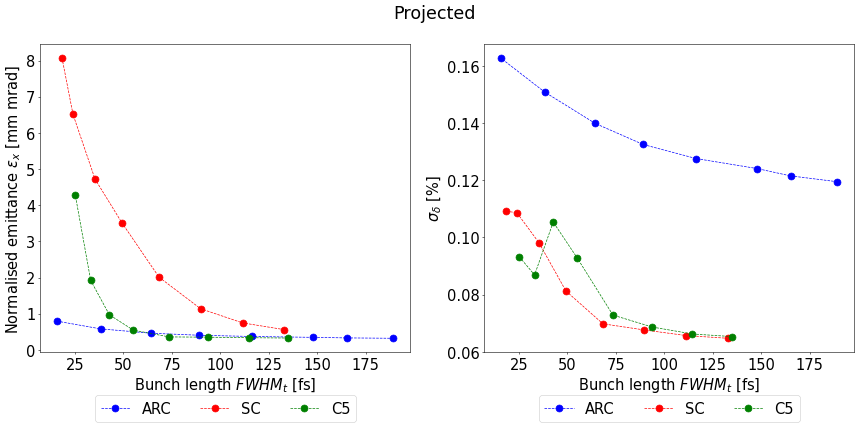 Projected
Normalised emittance εₓ [mm mrad]
8
7
6
5
4
3
2
1
0
25 50 75 100 125 150 175
Bunch length FWHMₜ [fs]
ARC SC C5
σ_δ [%]
0.16
0.14
0.12
0.10
0.08
0.06
25 50 75 100 125 150 175
Bunch length FWHMₜ [fs]
ARC SC C5